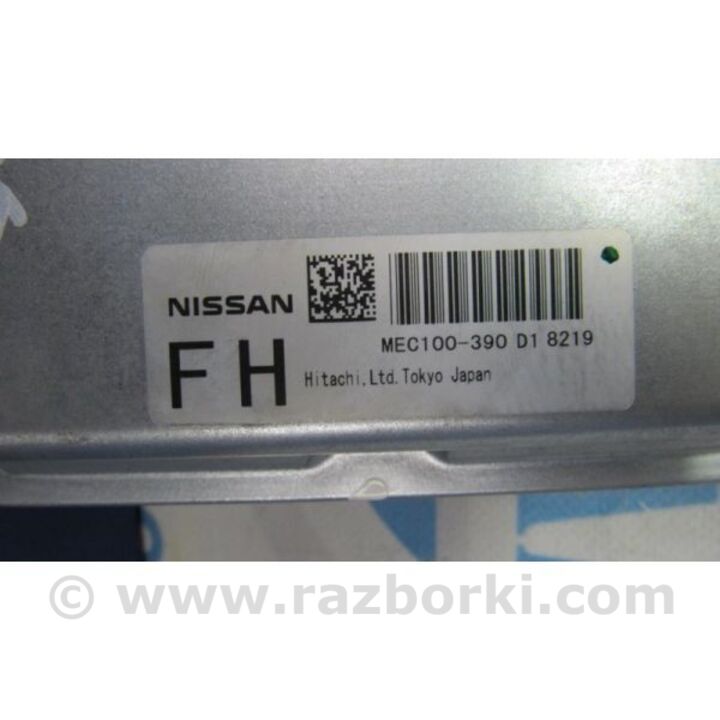 NISSAN
MEC100-390 D1 8219
FH Hitachi,Ltd.Tokyo Japan
© www.razborki.com